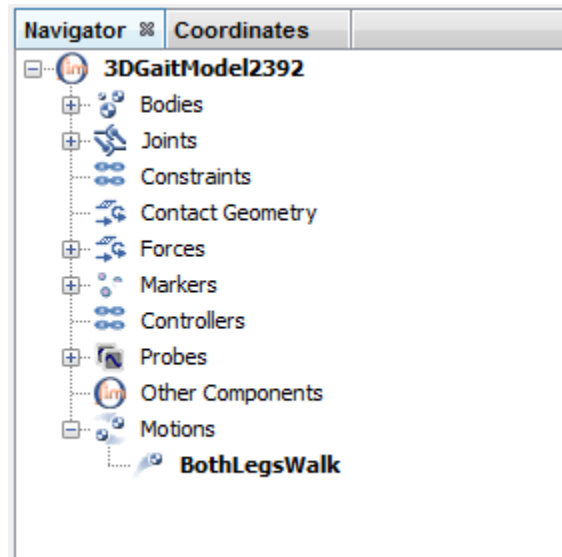 Navigator Coordinates
3DGaitModel2392
Bodies
Joints
Constraints
Contact Geometry
Forces
Markers
Controllers
Probes
Other Components
Motions
BothLegsWalk